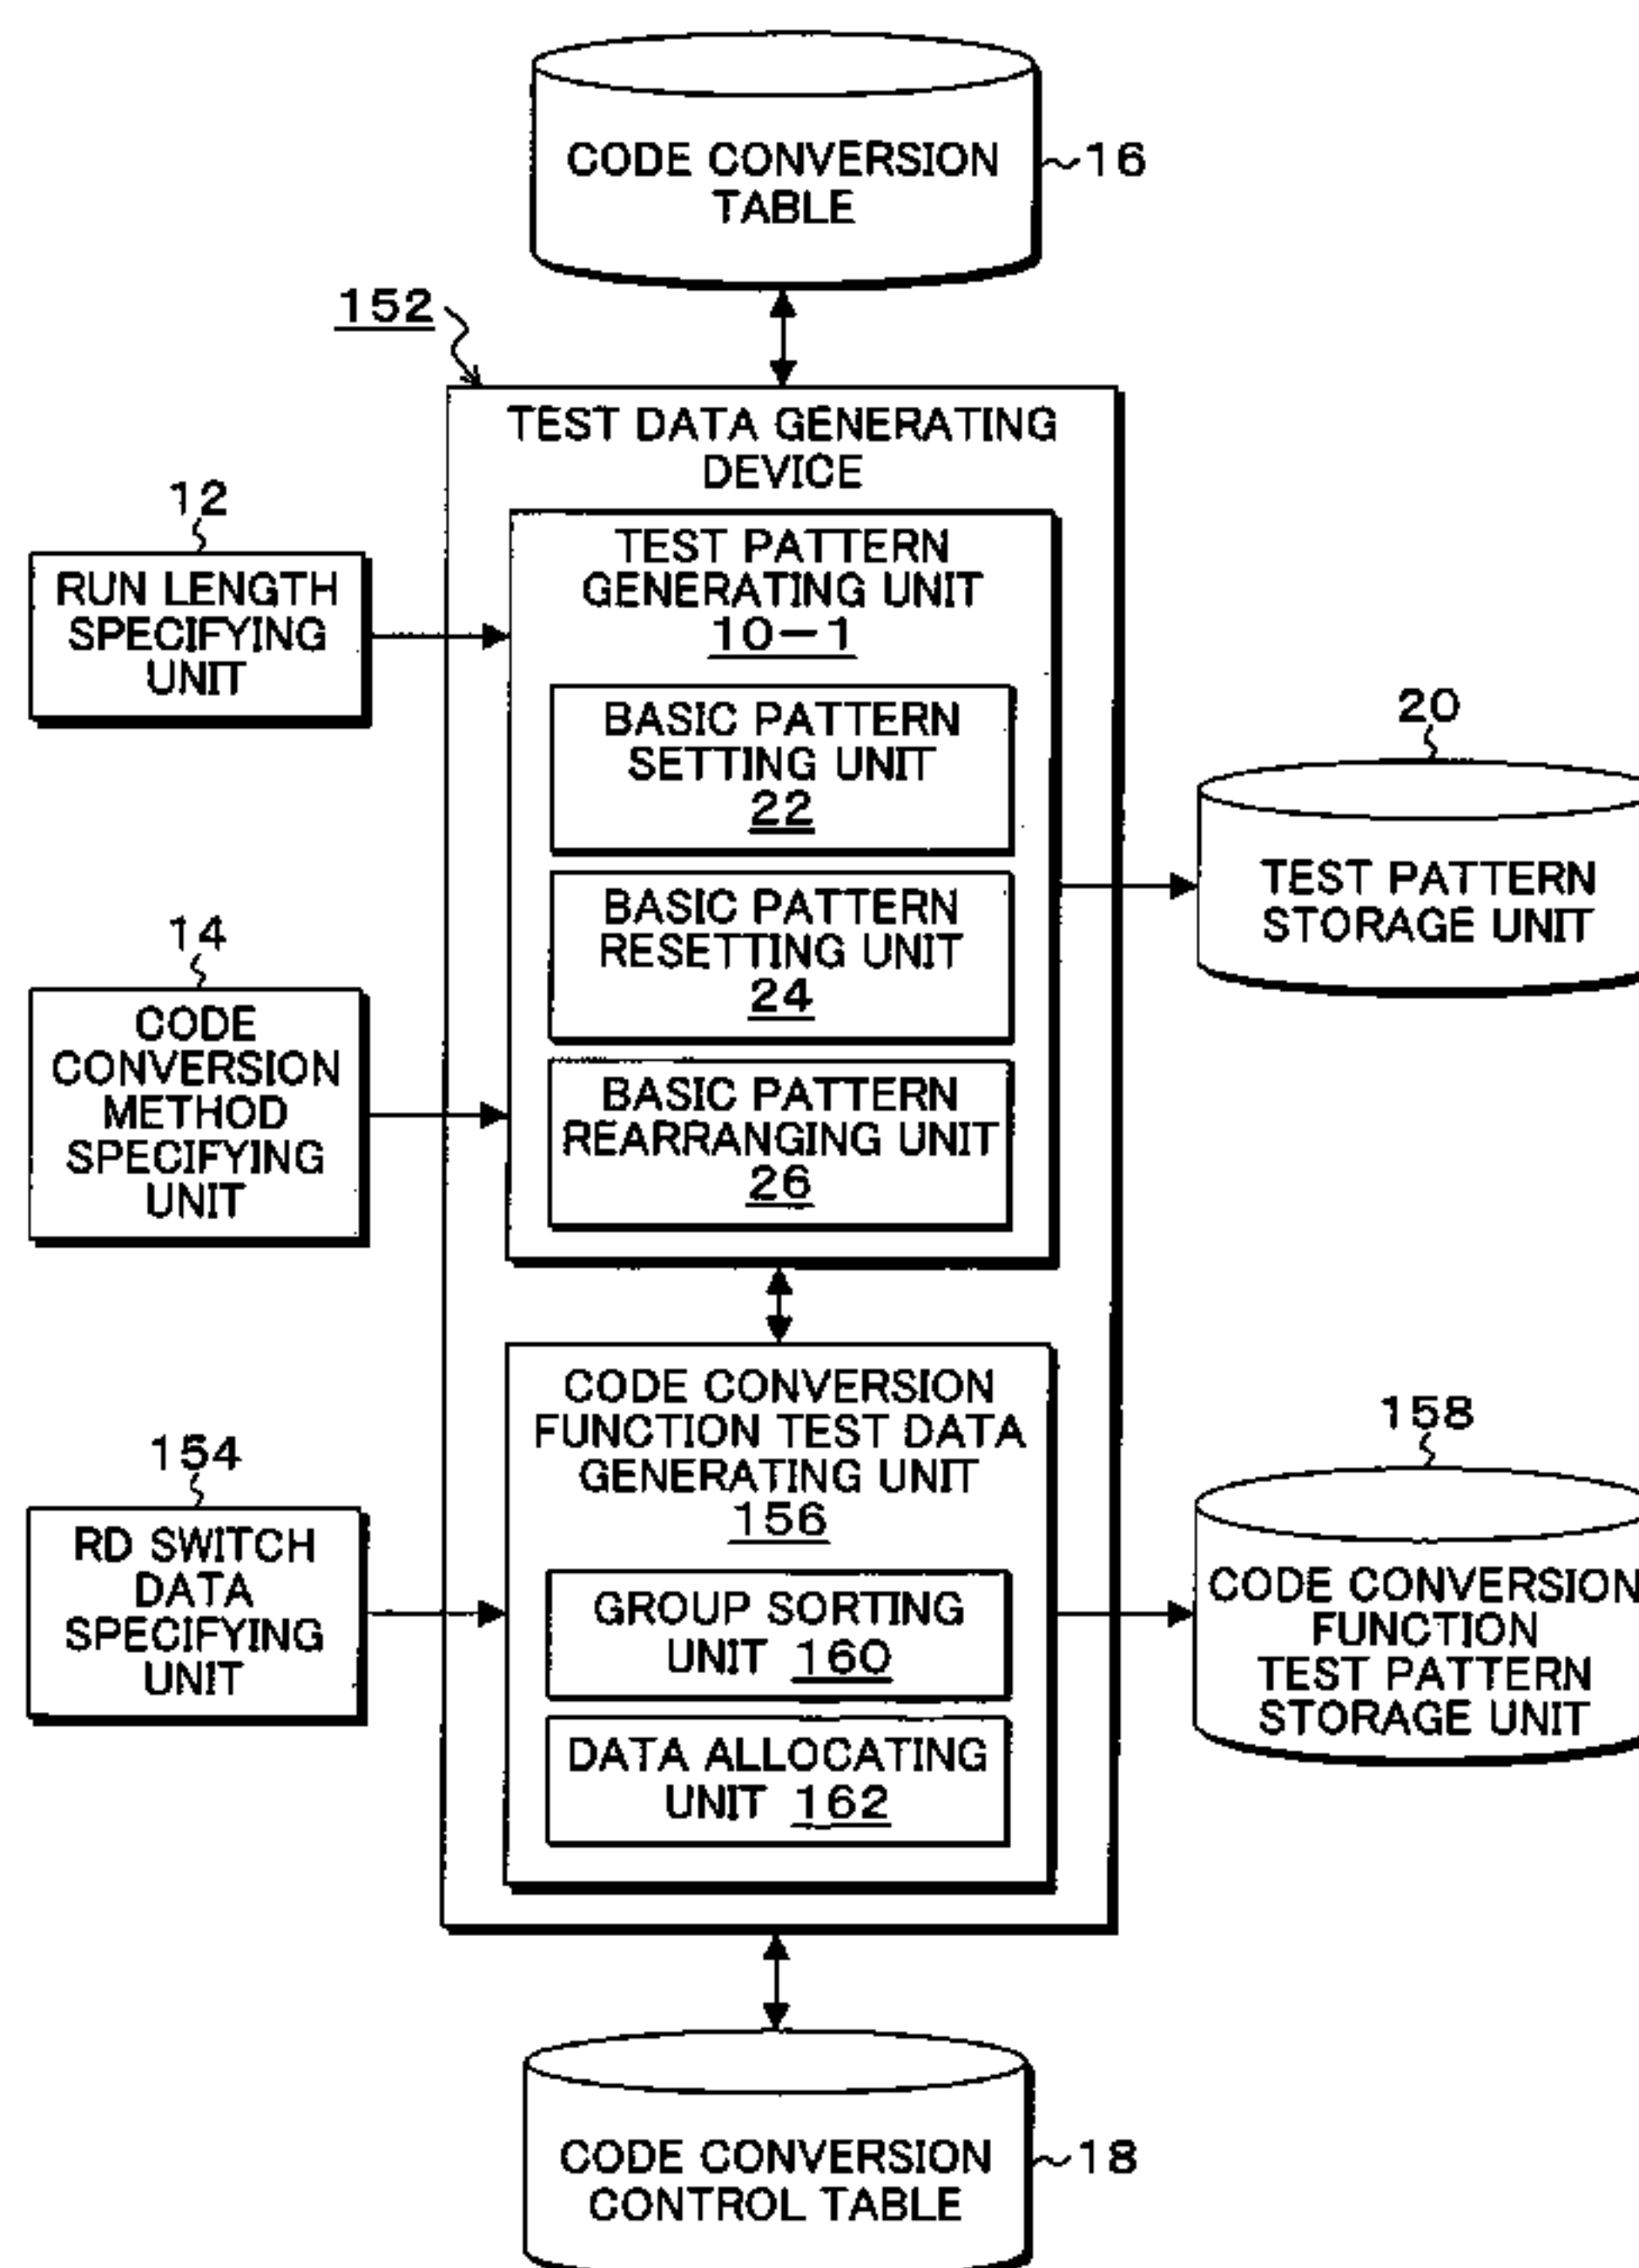 CODE CONVERSION
TABLE
16
152
TEST DATA GENERATING
DEVICE
12
RUN LENGTH
SPECIFYING
UNIT
TEST PATTERN
GENERATING UNIT
10-1
BASIC PATTERN
SETTING UNIT
22
BASIC PATTERN
RESETTING UNIT
24
BASIC PATTERN
REARRANGING UNIT
26
20
TEST PATTERN
STORAGE UNIT
14
CODE
CONVERSION
METHOD
SPECIFYING
UNIT
CODE CONVERSION
FUNCTION TEST DATA
GENERATING UNIT
156
GROUP SORTING
UNIT 160
DATA ALLOCATING
UNIT 162
154
RD SWITCH
DATA
SPECIFYING
UNIT
158
CODE CONVERSION
FUNCTION
TEST PATTERN
STORAGE UNIT
CODE CONVERSION
CONTROL TABLE
18